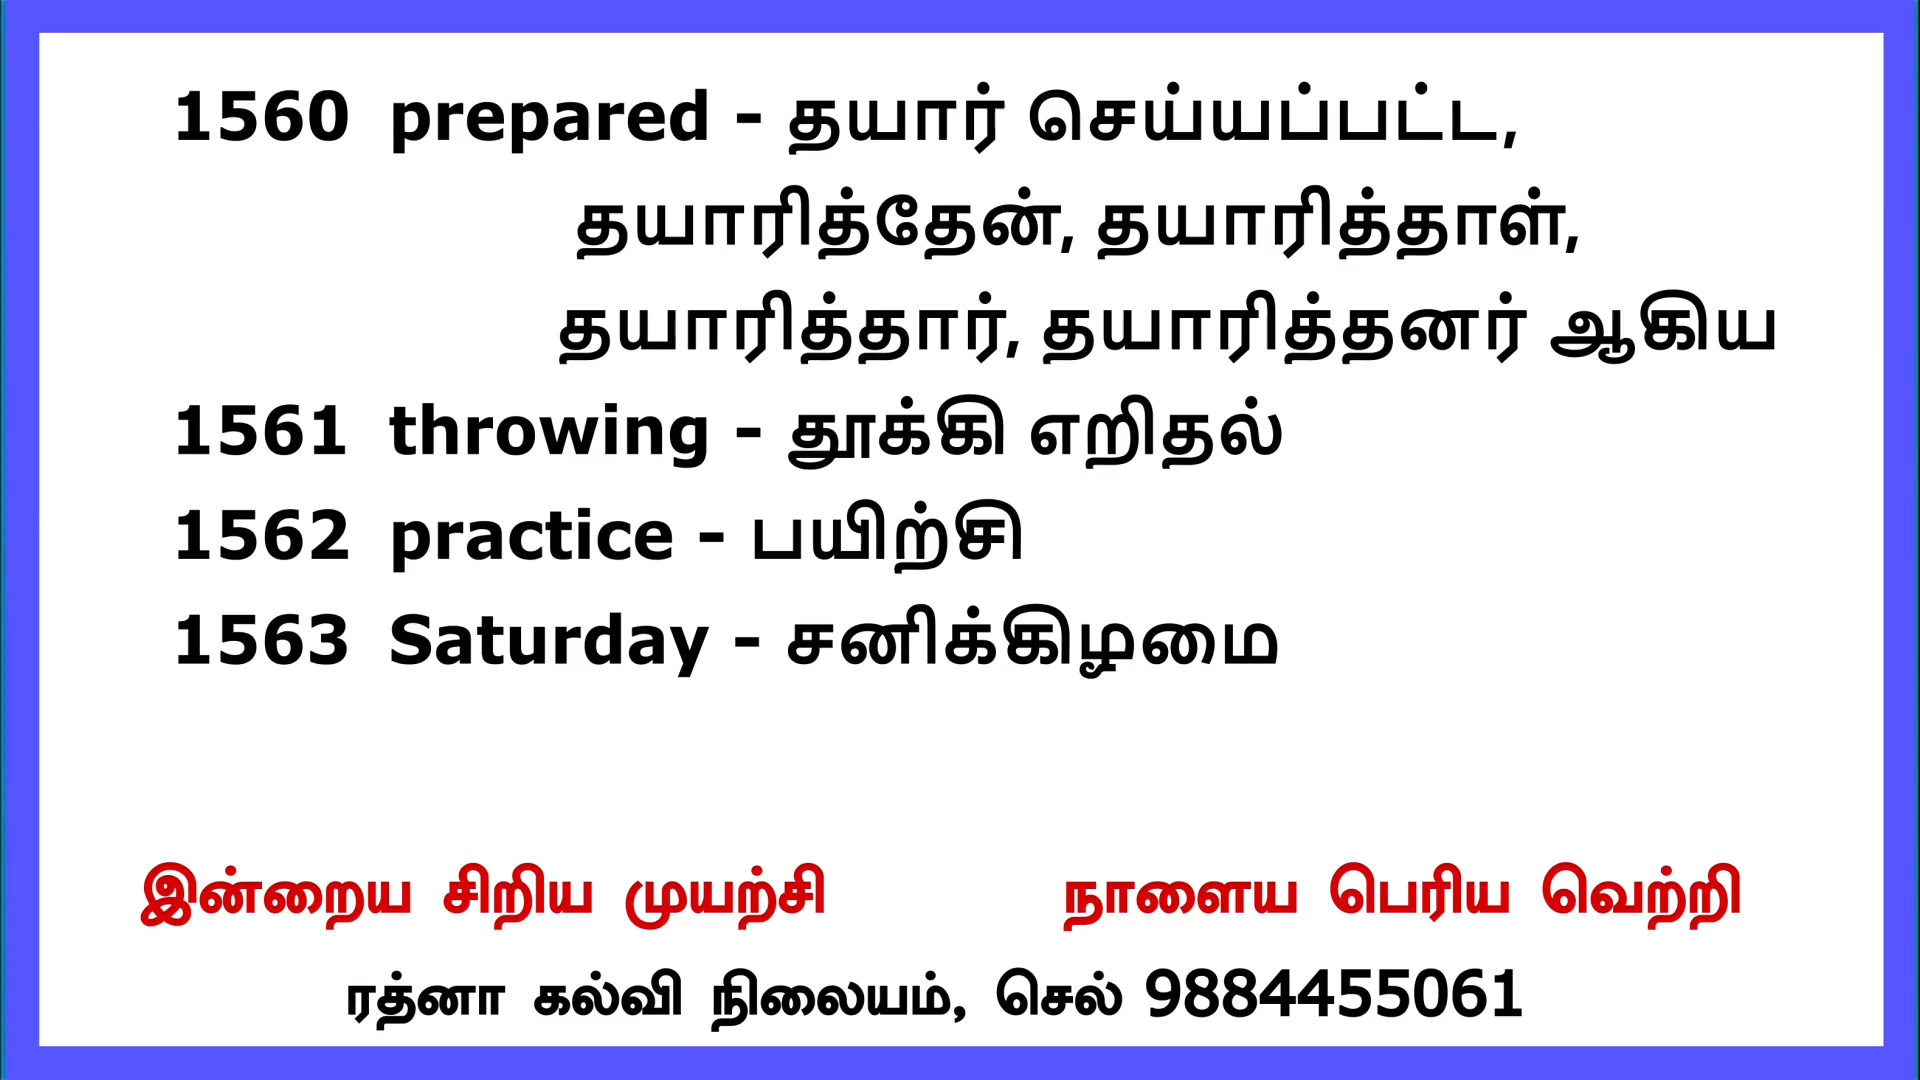 1560 prepared - தயார் செய்யப்பட்ட,
தயாரித்தேன், தயாரித்தாள்,
தயாரித்தார், தயாரித்தனர் ஆகிய
1561 throwing - தூக்கி எறிதல்
1562 practice - பயிற்சி
1563 Saturday - சனிக்கிழமை
இன்றைய சிறிய முயற்சி நாளைய பெரிய வெற்றி
ரத்னா கல்வி நிலையம், செல் 9884455061